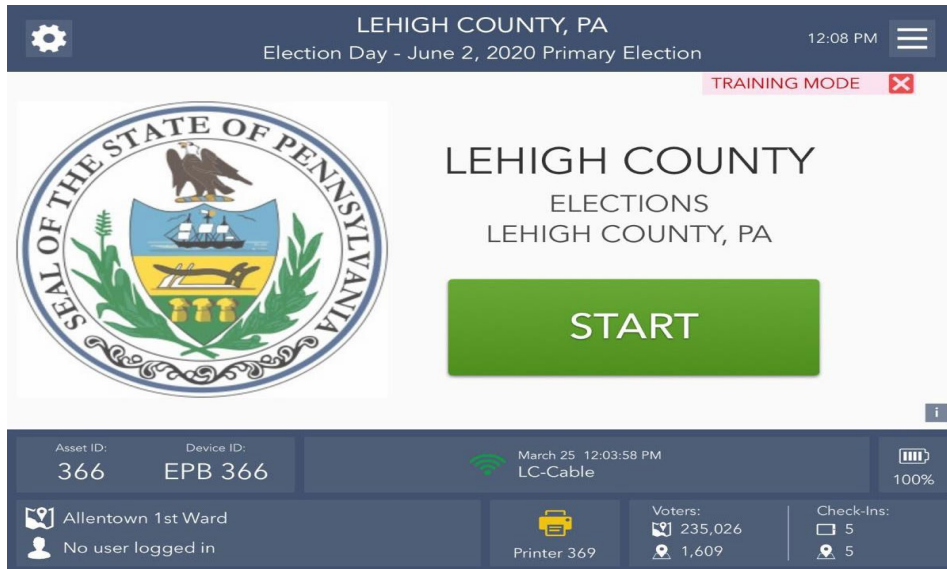 LEHIGH COUNTY, PA
Election Day - June 2, 2020 Primary Election
12:08 PM
TRAINING MODE
SEAL OF THE STATE OF PENNSYLVANIA
LEHIGH COUNTY
ELECTIONS
LEHIGH COUNTY, PA
START
i
Asset ID:
366
Device ID:
EPB 366
March 25 12:03:58 PM
LC-Cable
100%
Allentown 1st Ward
No user logged in
Printer 369
Voters:
235,026
1,609
Check-Ins:
5
5